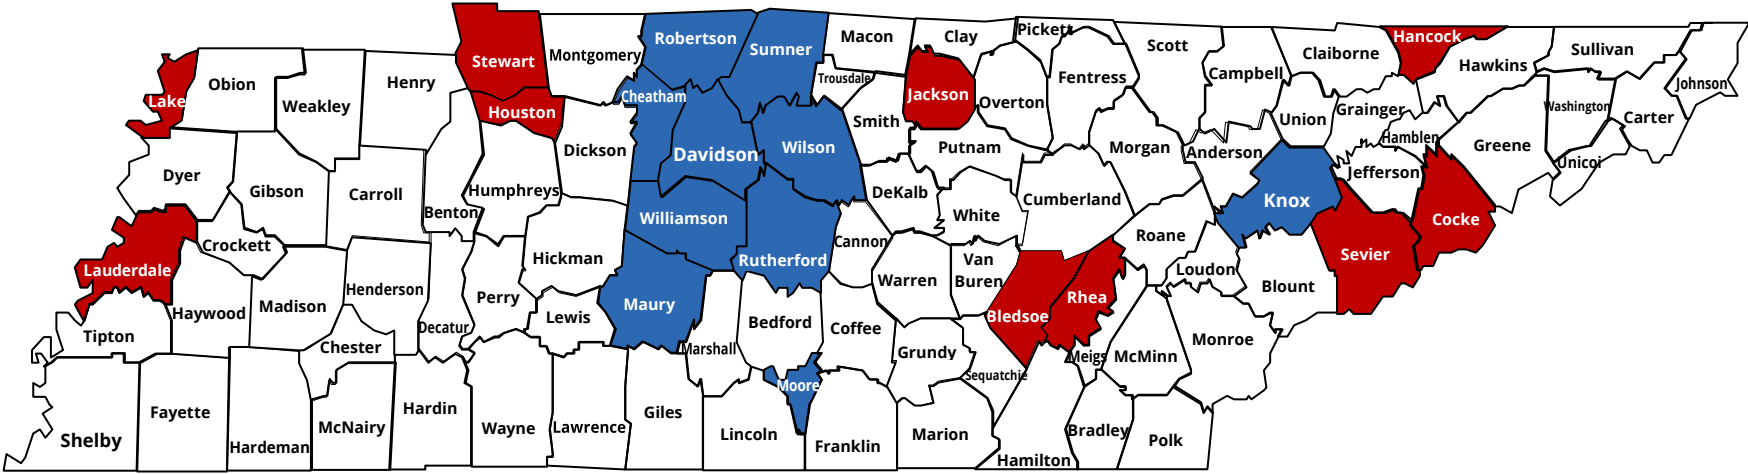 Stewart
Montgomery
Robertson
Sumner
Macon
Clay
Pickett
Scott
Claiborne
Hancock
Sullivan
Lake
Obion
Weakley
Henry
Houston
Cheatham
Trousdale
Jackson
Overton
Fentress
Campbell
Union
Grainger
Hawkins
Hamblen
Washington
Johnson
Carter
Greene
Unicoi
Dyer
Gibson
Carroll
Benton
Humphreys
Dickson
Davidson
Wilson
Smith
Putnam
DeKalb
White
Cumberland
Morgan
Anderson
Knox
Jefferson
Cocke
Sevier
Lauderdale
Crockett
Haywood
Madison
Henderson
Decatur
Perry
Hickman
Lewis
Williamson
Maury
Rutherford
Cannon
Warren
Van
Buren
Bledsoe
Rhea
Roane
Loudon
Blount
Monroe
Tipton
Chester
Marshall
Bedford
Coffee
Grundy
Sequatchie
Meigs
McMinn
Shelby
Fayette
Hardeman
McNairy
Hardin
Wayne
Lawrence
Giles
Lincoln
Moore
Franklin
Marion
Hamilton
Bradley
Polk